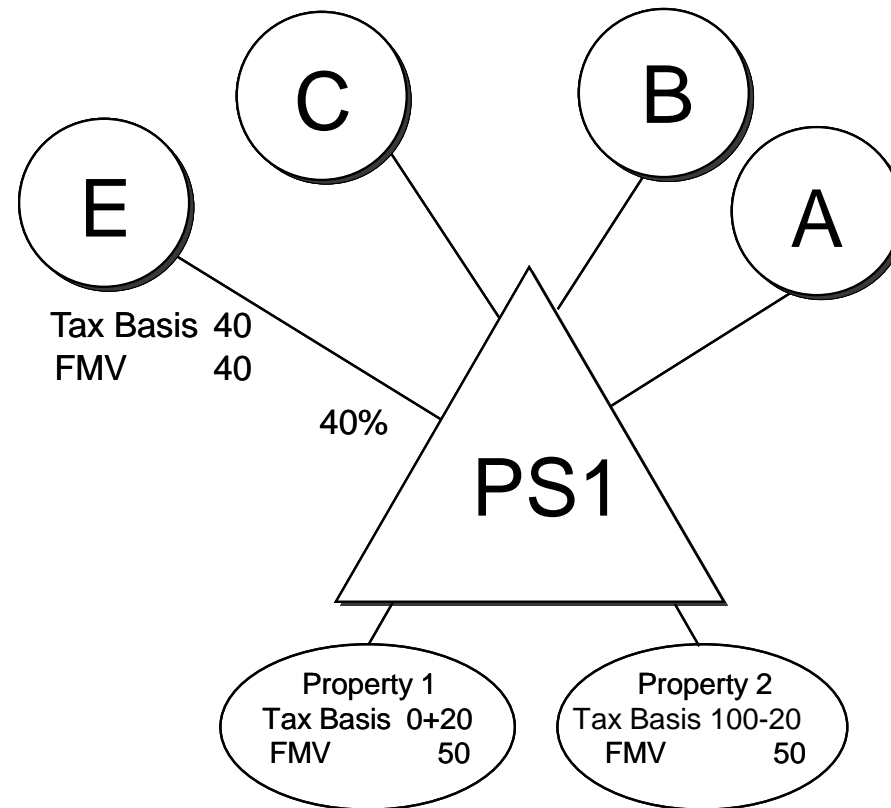 C
B
E
A
Tax Basis 40
FMV 40
40%
PS1
Property 1
Tax Basis 0+20
FMV 50
Property 2
Tax Basis 100-20
FMV 50